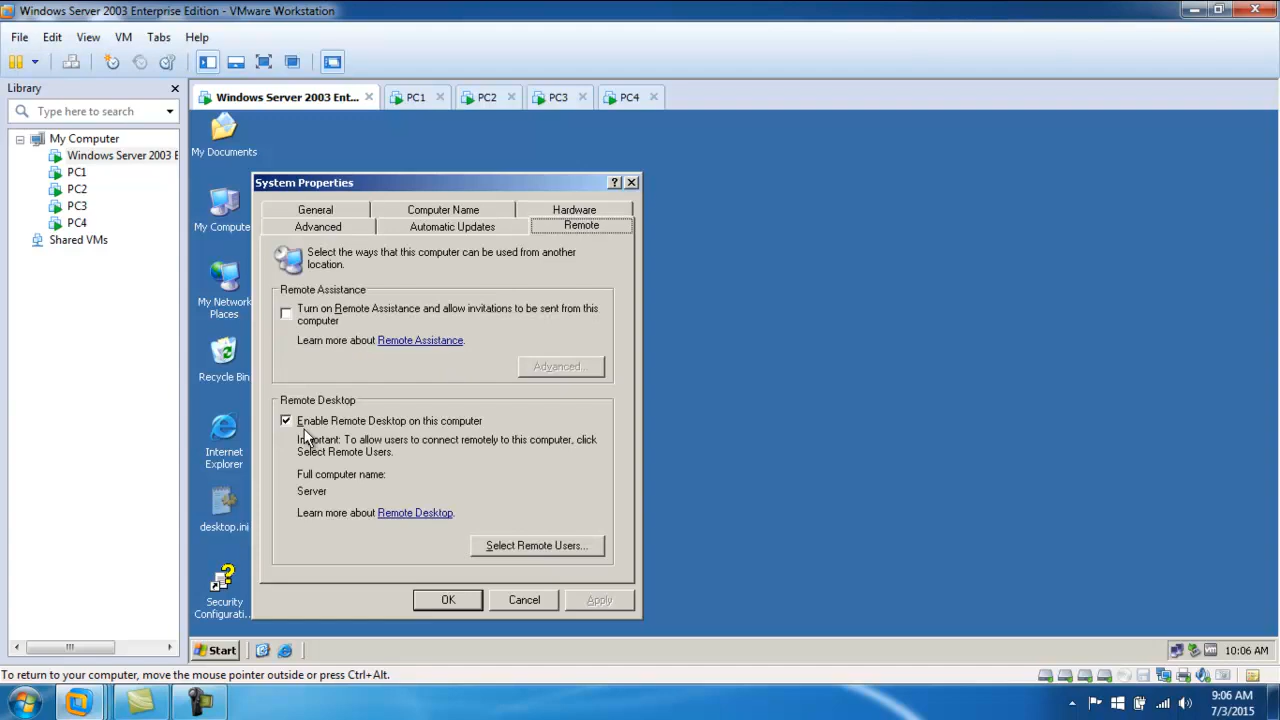 Windows Server 2003 Enterprise Edition - VMware Workstation
File Edit View VM Tabs Help
Library
Type here to search
My Computer
Windows Server 2003 E
PC1
PC2
PC3
PC4
Shared VMs
Windows Server 2003 Ent... PC1 PC2 PC3 PC4
My Documents
My Compute
My Network
Places
Recycle Bin
Internet
Explorer
desktop.ini
Security
Configurati...
System Properties
General Computer Name Hardware
Advanced Automatic Updates Remote
Select the ways that this computer can be used from another
location.
Remote Assistance
Turn on Remote Assistance and allow invitations to be sent from this
computer
Learn more about Remote Assistance.
Advanced...
Remote Desktop
Enable Remote Desktop on this computer
Important: To allow users to connect remotely to this computer, click
Select Remote Users.
Full computer name:
Server
Learn more about Remote Desktop.
Select Remote Users...
OK Cancel Apply
Start 10:06 AM
To return to your computer, move the mouse pointer outside or press Ctrl+Alt.
9:06 AM
7/3/2015